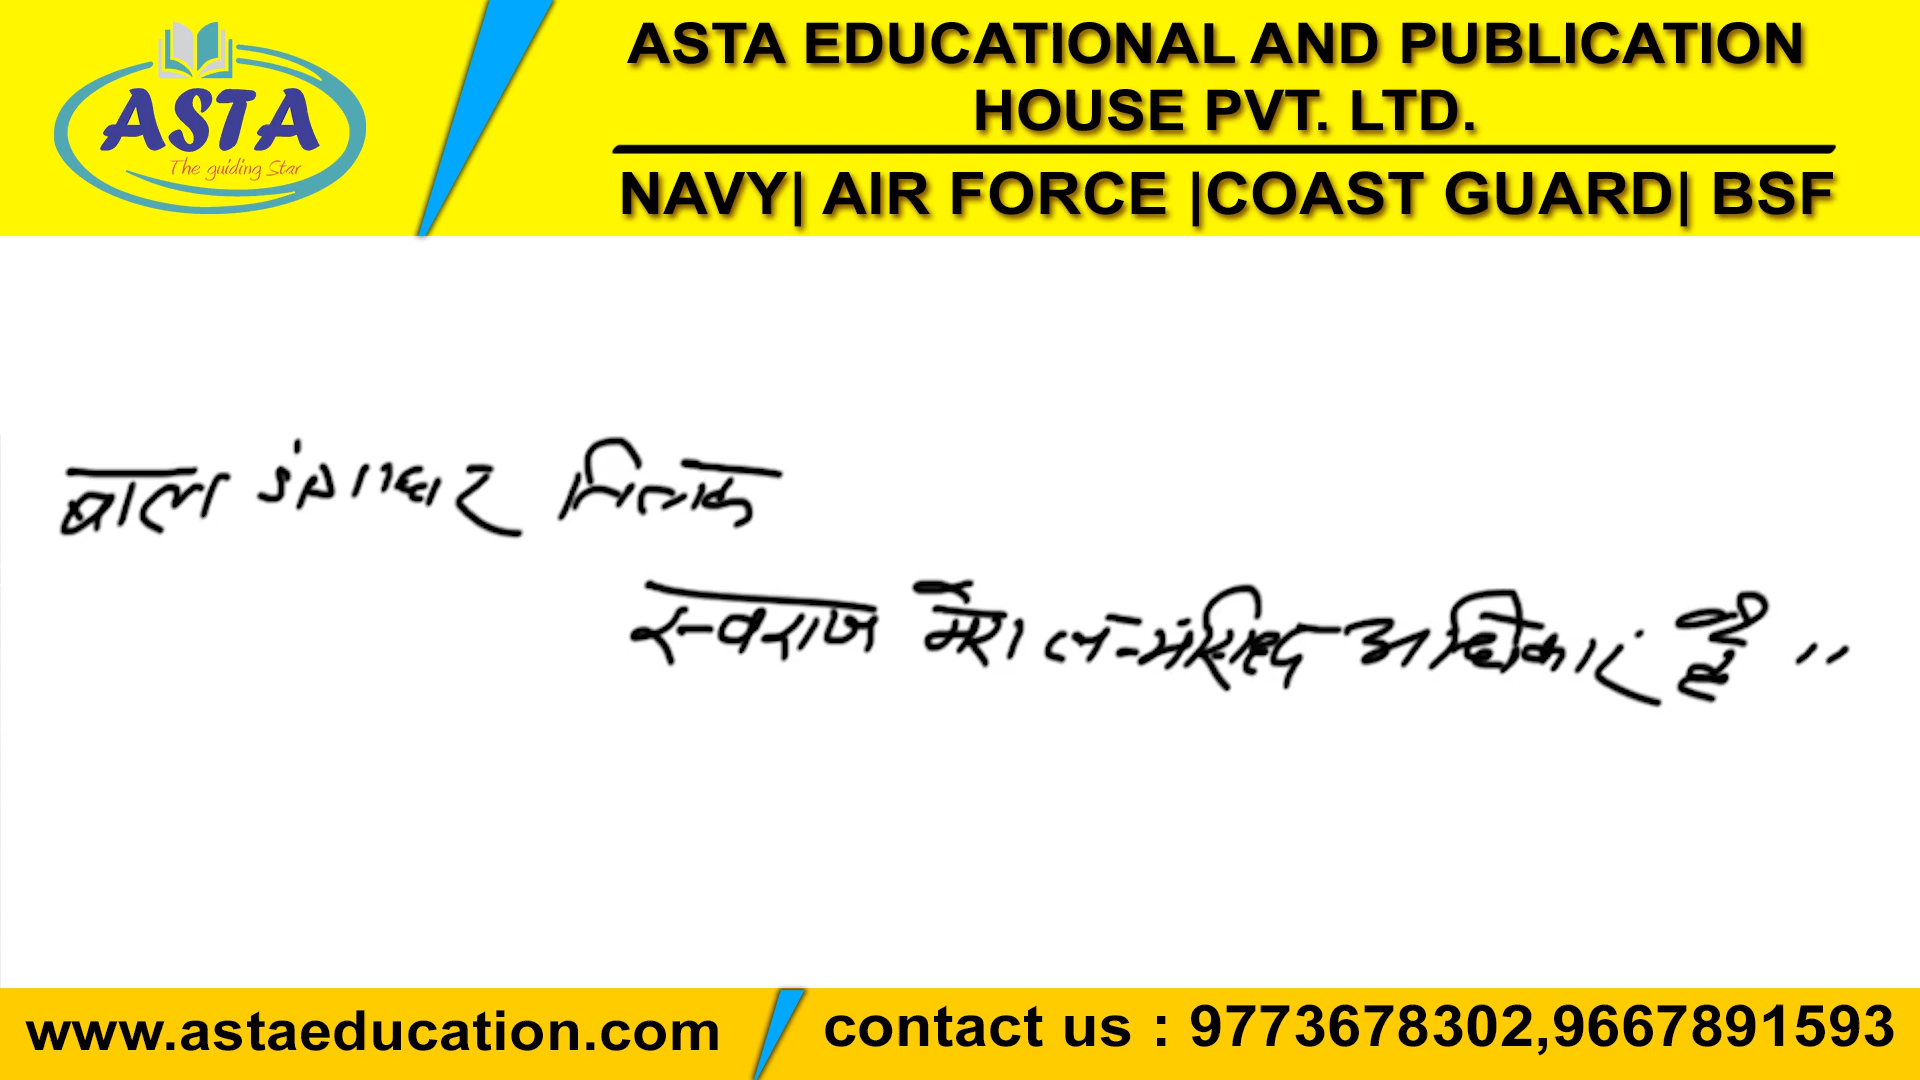 ASTA
The guiding Star
ASTA EDUCATIONAL AND PUBLICATION
HOUSE PVT. LTD.
NAVY| AIR FORCE |COAST GUARD| BSF
बाल गंगाधर तिलक
स्वराज मेरा जन्मसिद्ध अधिकार है "
www.astaeducation.com
contact us : 9773678302,9667891593